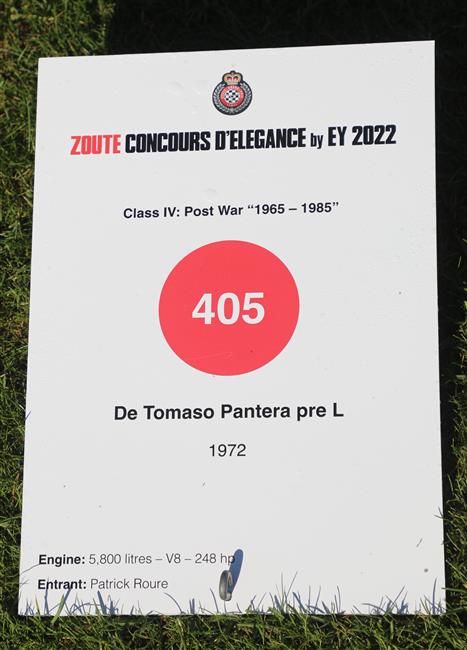 ZOUTE CONCOURS D'ELEGANCE by EY 2022
Class IV: Post War "1965 – 1985"
405
De Tomaso Pantera pre L
1972
Engine: 5,800 litres – V8 – 248 hp
Entrant: Patrick Roure